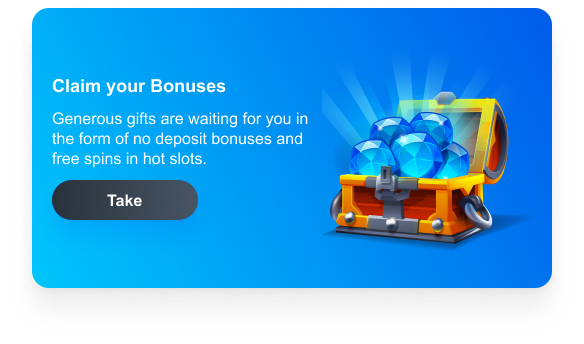 Claim your Bonuses
Generous gifts are waiting for you in
the form of no deposit bonuses and
free spins in hot slots.
Take